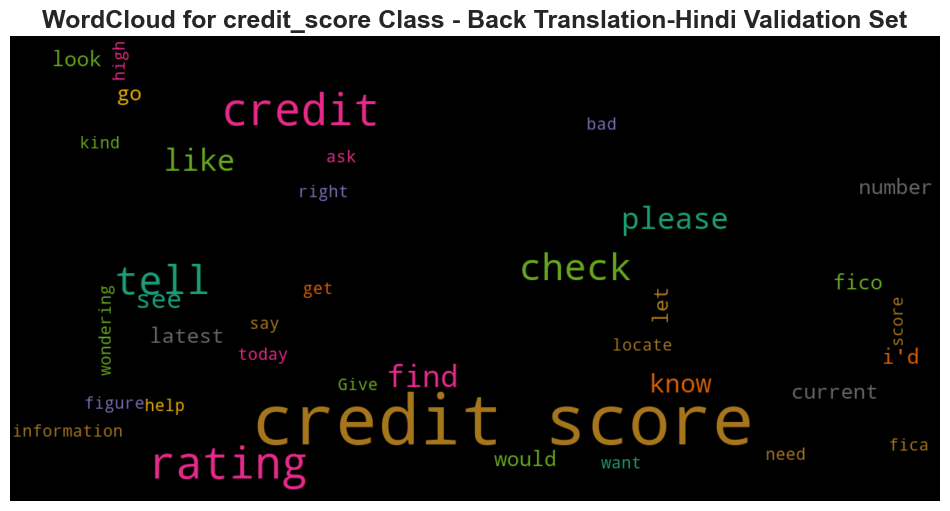 WordCloud for credit_score Class - Back Translation-Hindi Validation Set
look
high
go
credit
bad
kind
like
ask
right
number
please
check
tell
see
get
fico
wondering
let
say
score
latest
locate
today
i'd
find
Give
know
current
figure
help
credit score
information
rating
would
want
need
fica